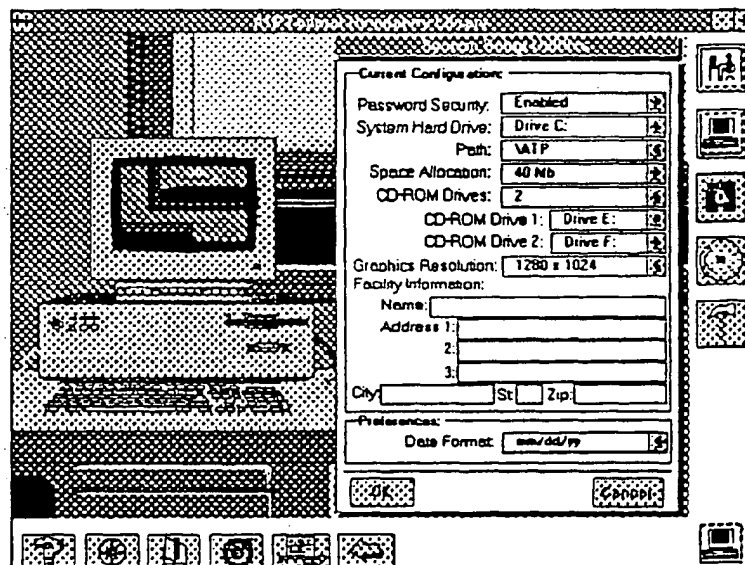 Current Configuration:
Password Security: Enabled
System Hard Drive: Drive C:
Path: \ATP
Space Allocation: 40 Mb
CD-ROM Drives: 2
CD-ROM Drive 1: Drive E:
CD-ROM Drive 2: Drive F:
Graphics Resolution: 1280 x 1024
Facility Information:
Name:
Address 1:
2:
3:
City: St: Zip:
Preferences:
Date Format: mm/dd/yy
OK Cancel